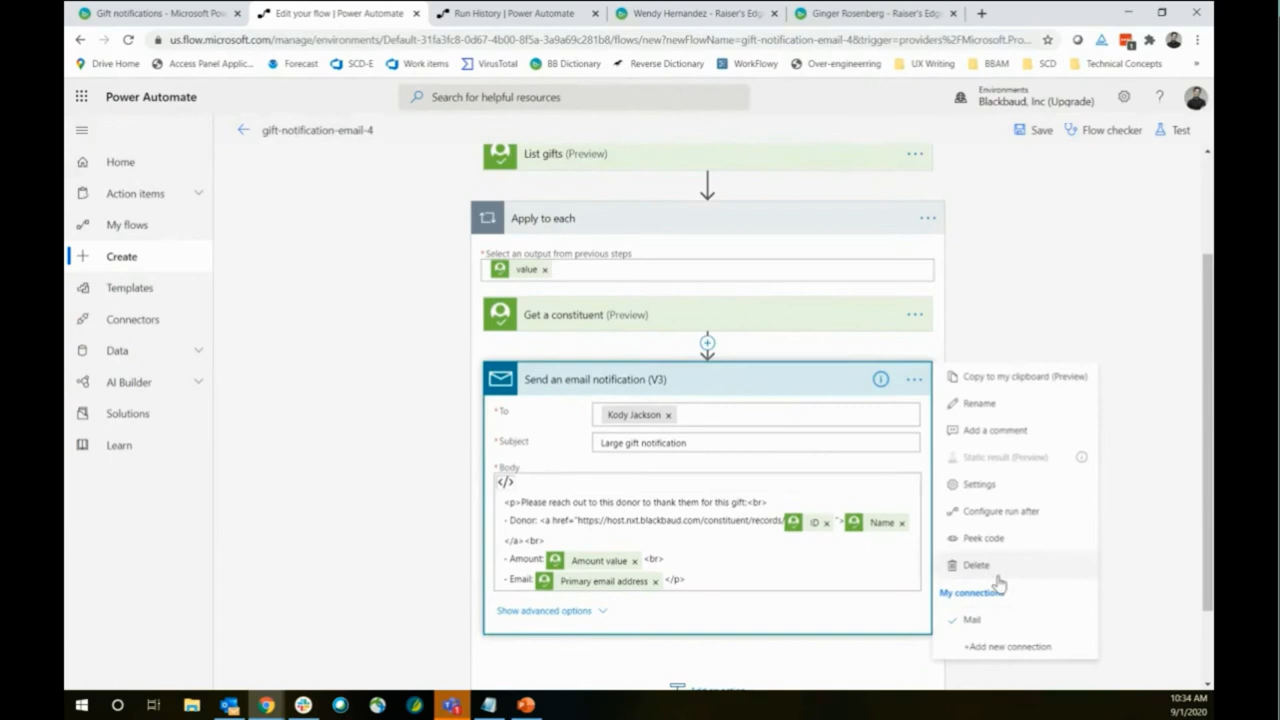 Gift notifications - Microsoft Po
Edit your flow | Power Automate
Run History | Power Automate
Wendy Hernandez - Raiser's Edg
Ginger Rosenberg - Raiser's Edg
us.flow.microsoft.com/manage/environments/Default-31fa3fc8-0d67-4b00-8f5a-3a9a69c281b8/flows/new?newFlowName=gift-notification-email-4&trigger=providers%2FMicrosoft.Pro...
Drive Home
Access Panel Applic...
Forecast
SCD-E
Work items
VirusTotal
BB Dictionary
Reverse Dictionary
WorkFlowy
Over-engineering
UX Writing
BBAM
SCD
Technical Concepts
»
Power Automate
Search for helpful resources
Environments
Blackbaud, Inc (Upgrade)
?
gift-notification-email-4
Save
Flow checker
Test
Home
Action items
My flows
Create
Templates
Connectors
Data
AI Builder
Solutions
Learn
List gifts (Preview)
Apply to each
*Select an output from previous steps
value ×
Get a constituent (Preview)
Send an email notification (V3)
*To
Kody Jackson ×
*Subject
Large gift notification
*Body
</>
<p>Please reach out to this donor to thank them for this gift:<br>
- Donor: <a href="https://host.nxt.blackbaud.com/constituent/records/ ID × "> Name ×
</a><br>
- Amount: Amount value × <br>
- Email: Primary email address × </p>
Show advanced options
Copy to my clipboard (Preview)
Rename
Add a comment
Static result (Preview)
Settings
Configure run after
Peek code
Delete
My connection
Mail
+Add new connection
10:34 AM
9/1/2020